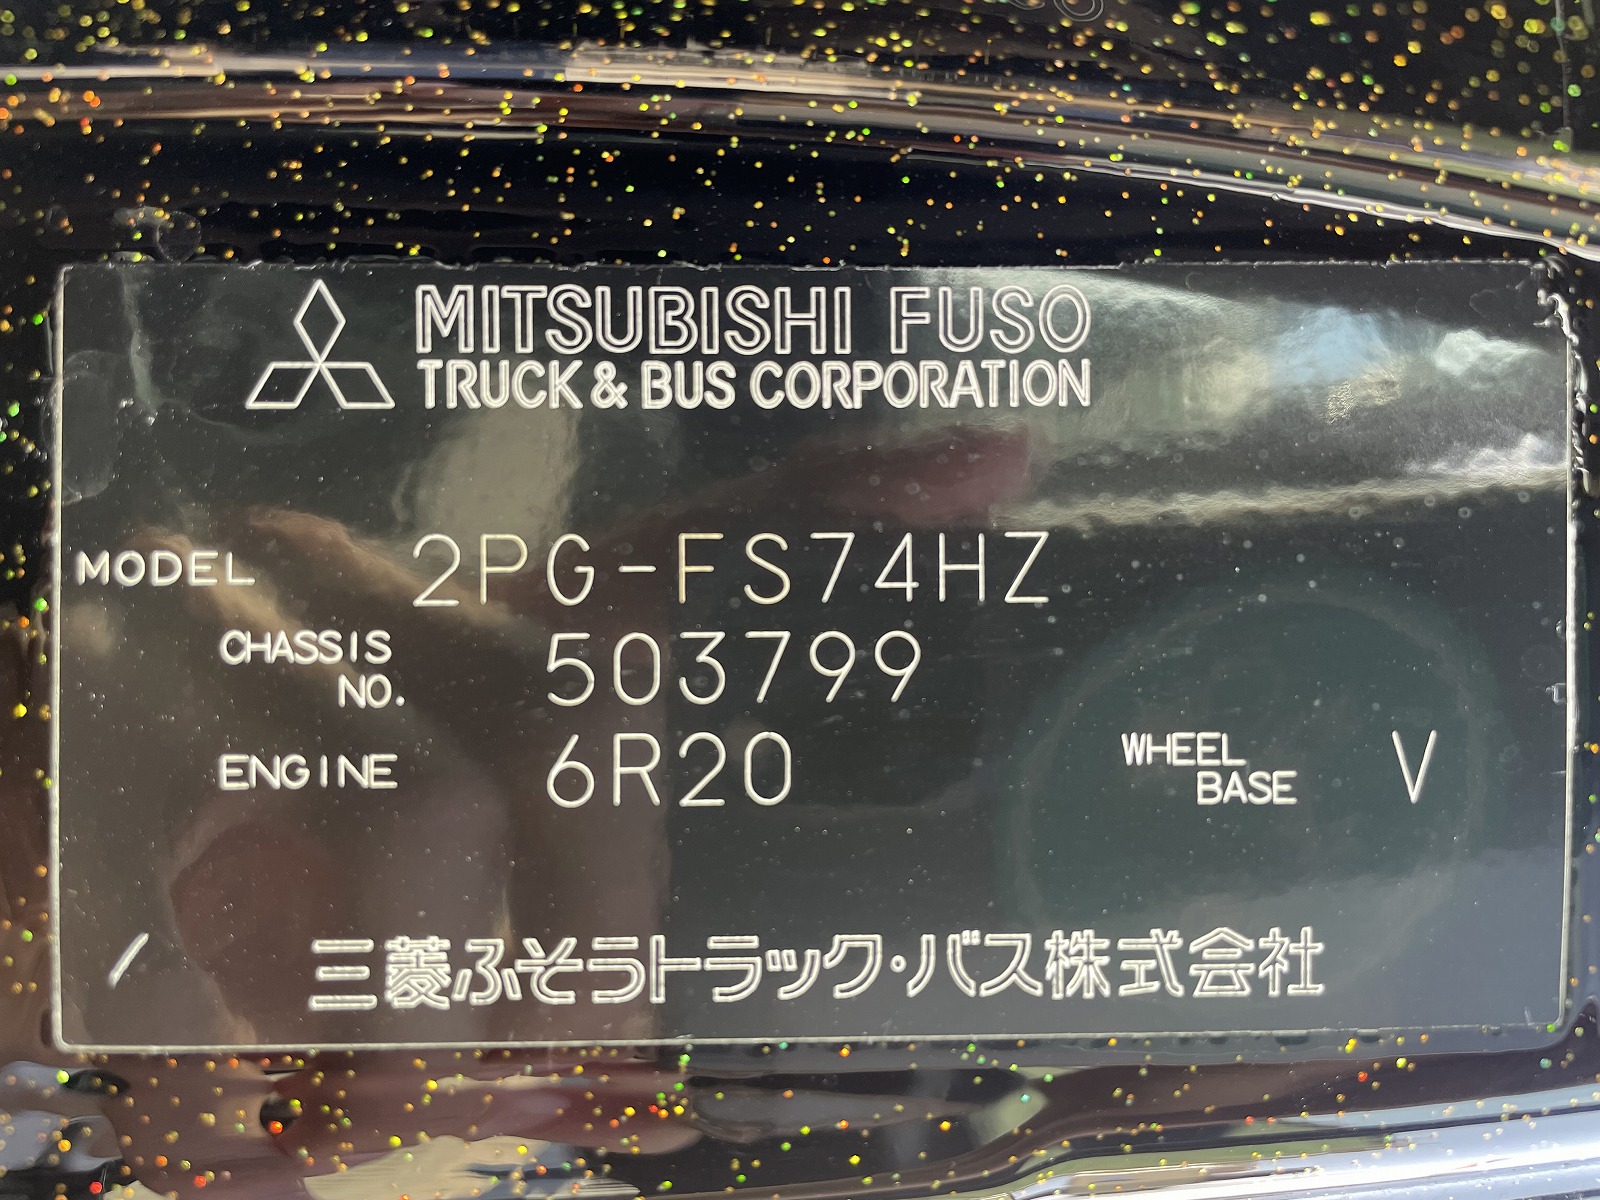 MITSUBISHI FUSO
TRUCK & BUS CORPORATION
MODEL 2PG-FS74HZ
CHASSIS NO. 503799
ENGINE 6R20
WHEEL BASE V
三菱ふそうトラック・バス株式会社